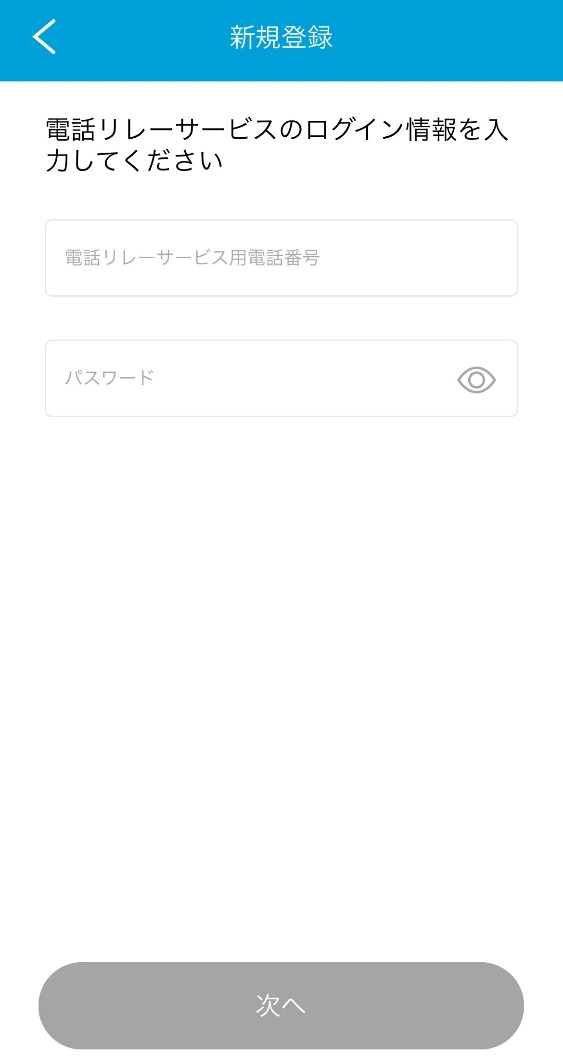 新規登録
電話リレーサービスのログイン情報を入
力してください
電話リレーサービス用電話番号
パスワード
次へ